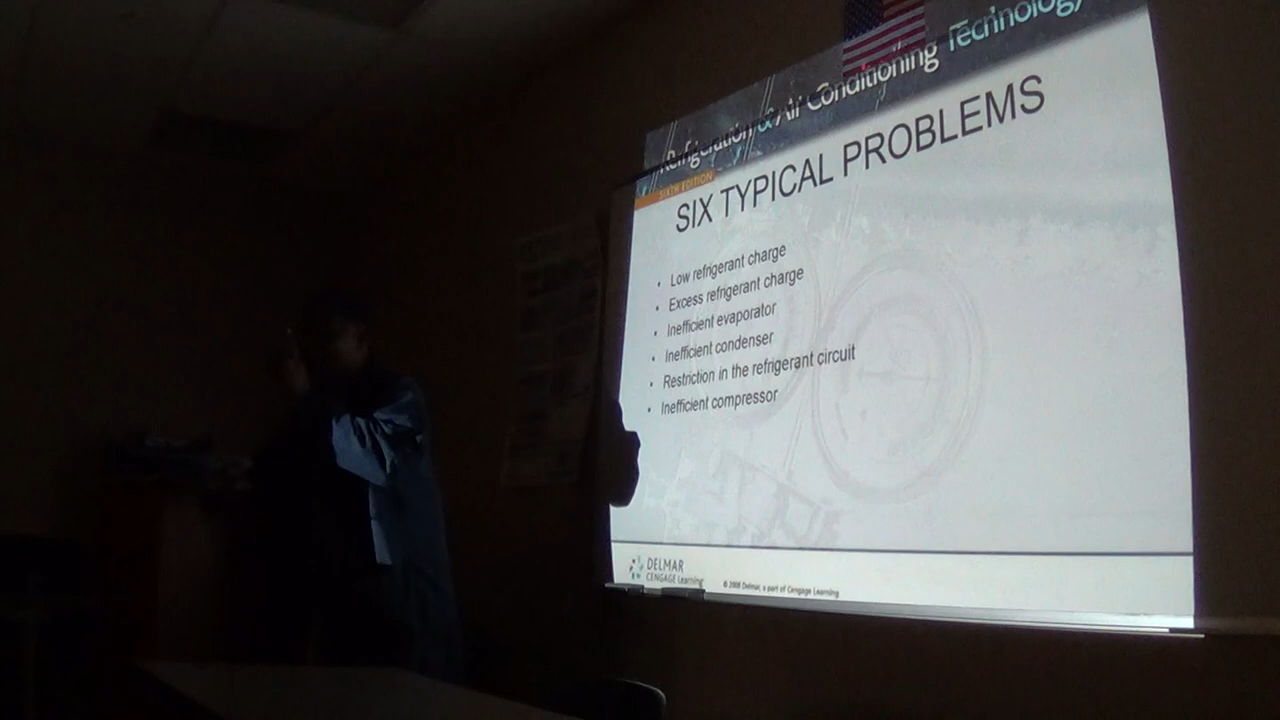 Refrigeration & Air Conditioning Technology
SIXTH EDITION
SIX TYPICAL PROBLEMS
• Low refrigerant charge
• Excess refrigerant charge
• Inefficient evaporator
• Inefficient condenser
• Restriction in the refrigerant circuit
• Inefficient compressor
DELMAR
CENGAGE Learning
© 2009 Delmar, a part of Cengage Learning